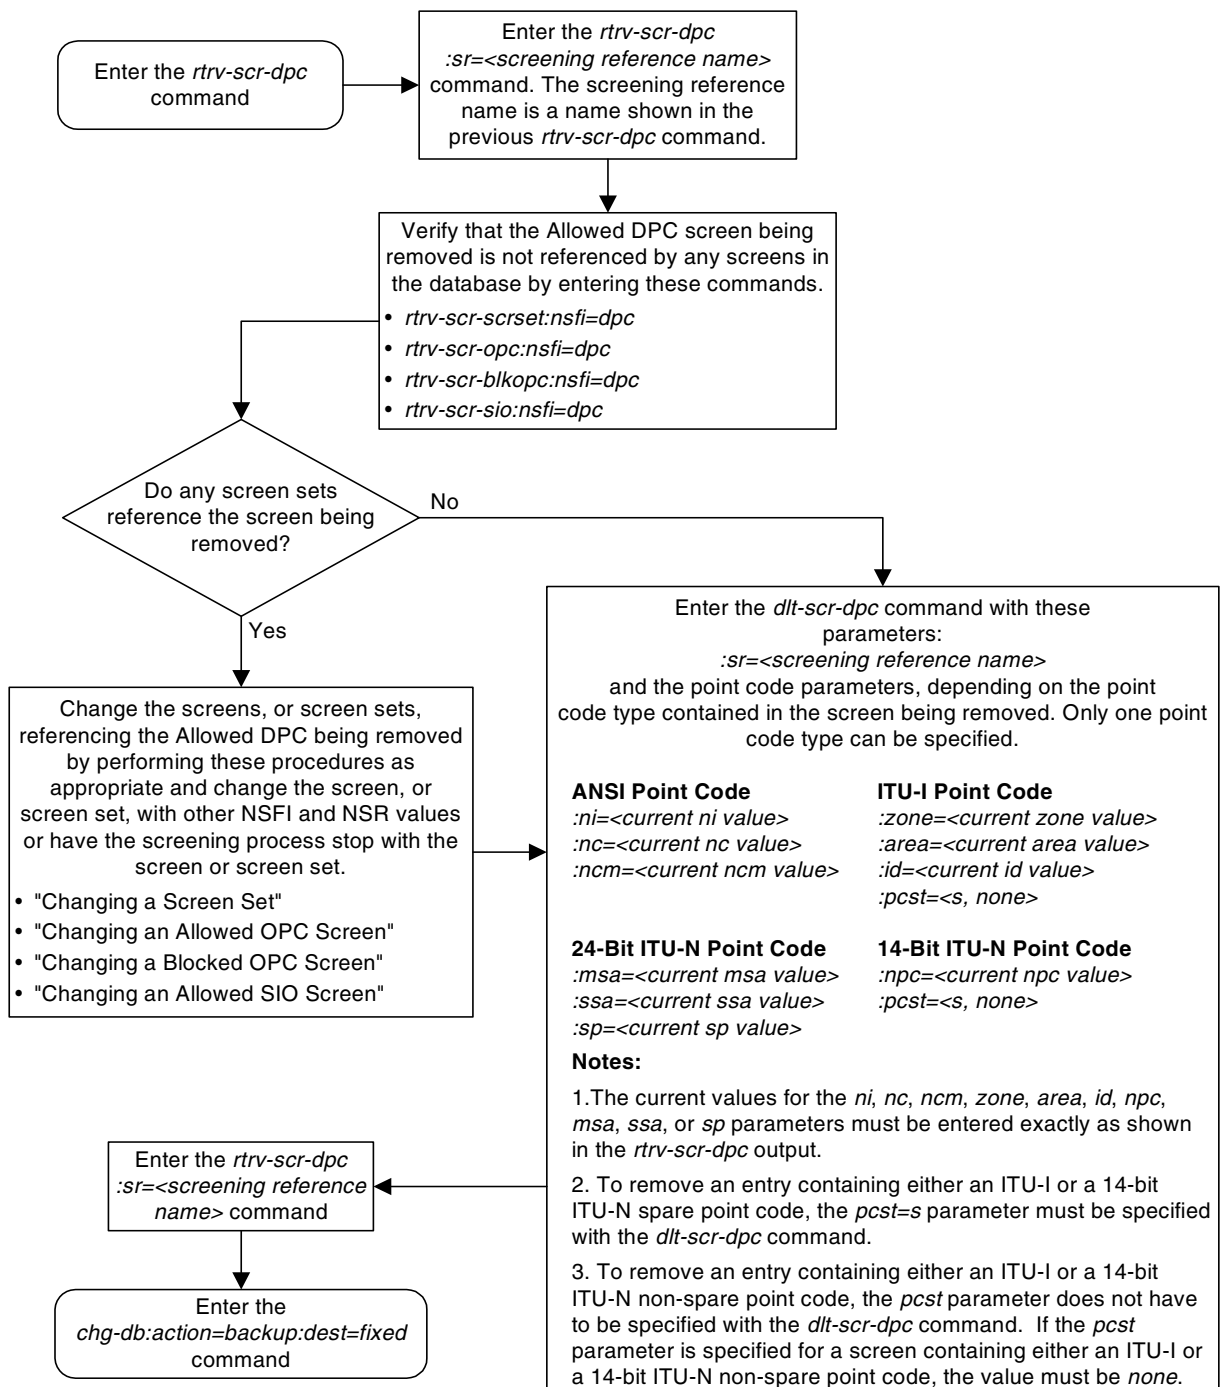 Enter the rtrv-scr-dpc
command
Enter the rtrv-scr-dpc
:sr=<screening reference name>
command. The screening reference
name is a name shown in the
previous rtrv-scr-dpc command.
Verify that the Allowed DPC screen being
removed is not referenced by any screens in
the database by entering these commands.
• rtrv-scr-scrset:nsfi=dpc
• rtrv-scr-opc:nsfi=dpc
• rtrv-scr-blkopc:nsfi=dpc
• rtrv-scr-sio:nsfi=dpc
Do any screen sets
reference the screen being
removed?
No
Yes
Change the screens, or screen sets,
referencing the Allowed DPC being removed
by performing these procedures as
appropriate and change the screen, or
screen set, with other NSFI and NSR values
or have the screening process stop with the
screen or screen set.
• "Changing a Screen Set"
• "Changing an Allowed OPC Screen"
• "Changing a Blocked OPC Screen"
• "Changing an Allowed SIO Screen"
Enter the dlt-scr-dpc command with these
parameters:
:sr=<screening reference name>
and the point code parameters, depending on the point
code type contained in the screen being removed. Only one point
code type can be specified.
ANSI Point Code
:ni=<current ni value>
:nc=<current nc value>
:ncm=<current ncm value>
ITU-I Point Code
:zone=<current zone value>
:area=<current area value>
:id=<current id value>
:pcst=<s, none>
24-Bit ITU-N Point Code
:msa=<current msa value>
:ssa=<current ssa value>
:sp=<current sp value>
14-Bit ITU-N Point Code
:npc=<current npc value>
:pcst=<s, none>
Notes:
1.The current values for the ni, nc, ncm, zone, area, id, npc,
msa, ssa, or sp parameters must be entered exactly as shown
in the rtrv-scr-dpc output.
2. To remove an entry containing either an ITU-I or a 14-bit
ITU-N spare point code, the pcst=s parameter must be specified
with the dlt-scr-dpc command.
3. To remove an entry containing either an ITU-I or a 14-bit
ITU-N non-spare point code, the pcst parameter does not have
to be specified with the dlt-scr-dpc command. If the pcst
parameter is specified for a screen containing either an ITU-I or
a 14-bit ITU-N non-spare point code, the value must be none.
Enter the rtrv-scr-dpc
:sr=<screening reference
name> command
Enter the
chg-db:action=backup:dest=fixed
command